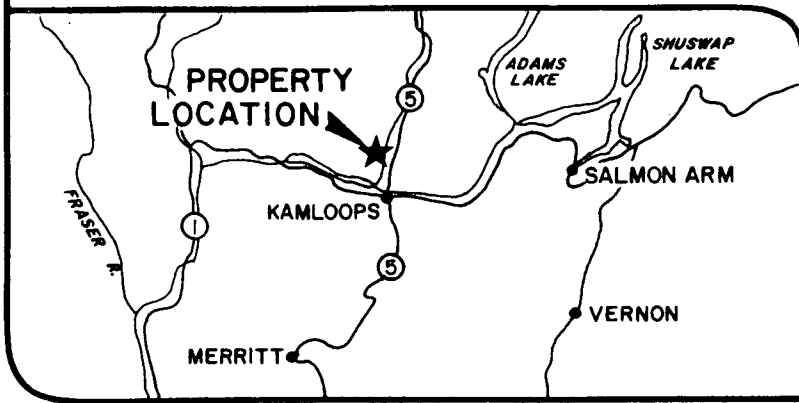 SHUSWAP
LAKE
ADAMS
LAKE
PROPERTY
LOCATION
5
SALMON ARM
KAMLOOPS
FRASER R.
1
5
VERNON
MERRITT